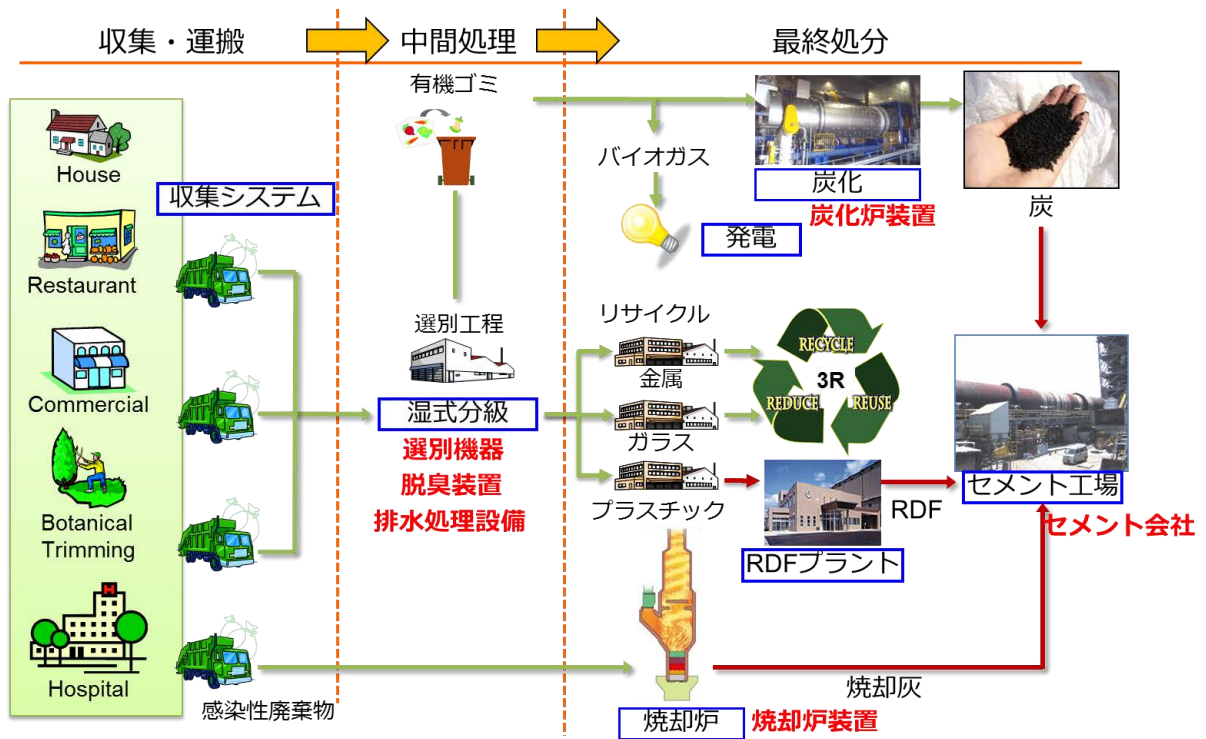 収集・運搬
中間処理
最終処分
House
Restaurant
Commercial
Botanical
Trimming
Hospital
収集システム
感染性廃棄物
有機ゴミ
選別工程
湿式分級
選別機器
脱臭装置
排水処理設備
バイオガス
発電
炭化
炭化炉装置
炭
リサイクル
金属
ガラス
プラスチック
RECYCLE
3R
REDUCE
REUSE
RDFプラント
RDF
セメント工場
セメント会社
焼却炉
焼却炉装置
焼却灰
H